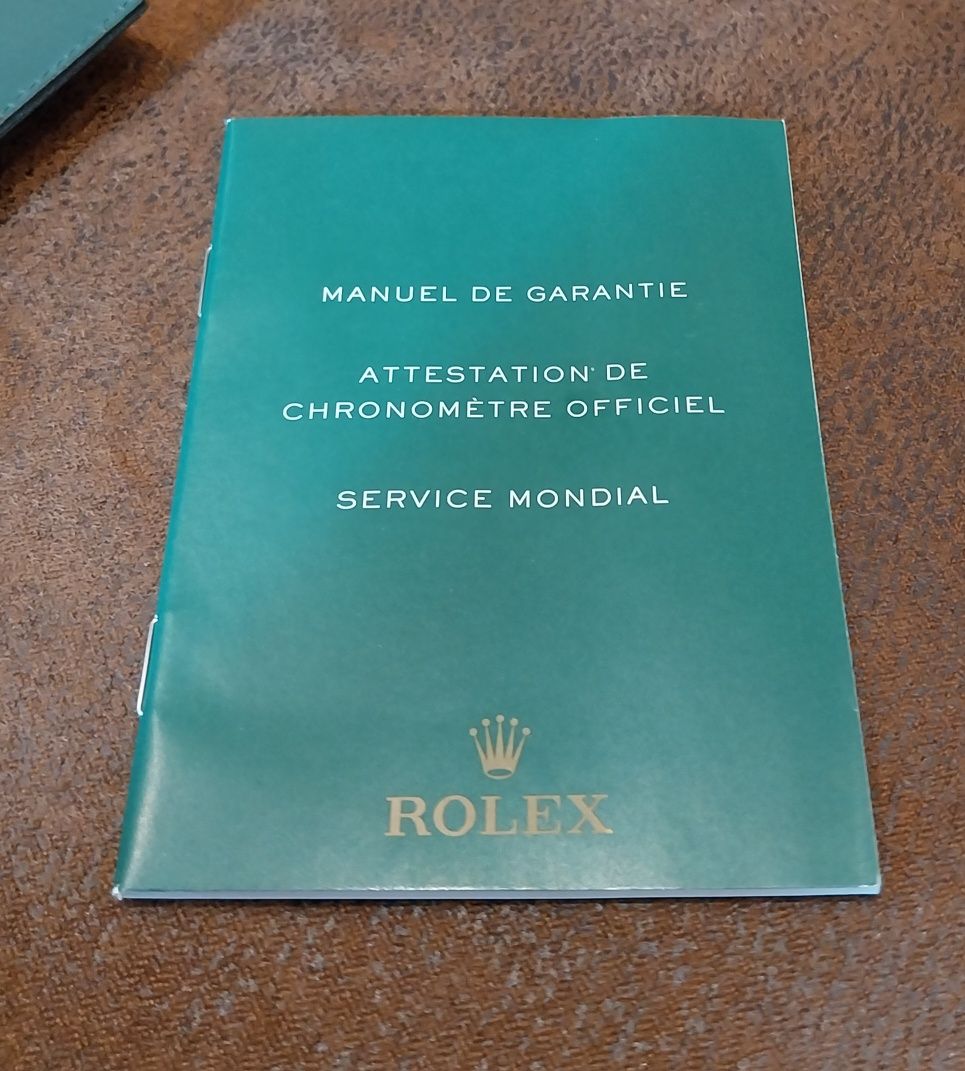 MANUEL DE GARANTIE
ATTESTATION* DE
CHRONOMÈTRE OFFICIEL
SERVICE MONDIAL
ROLEX